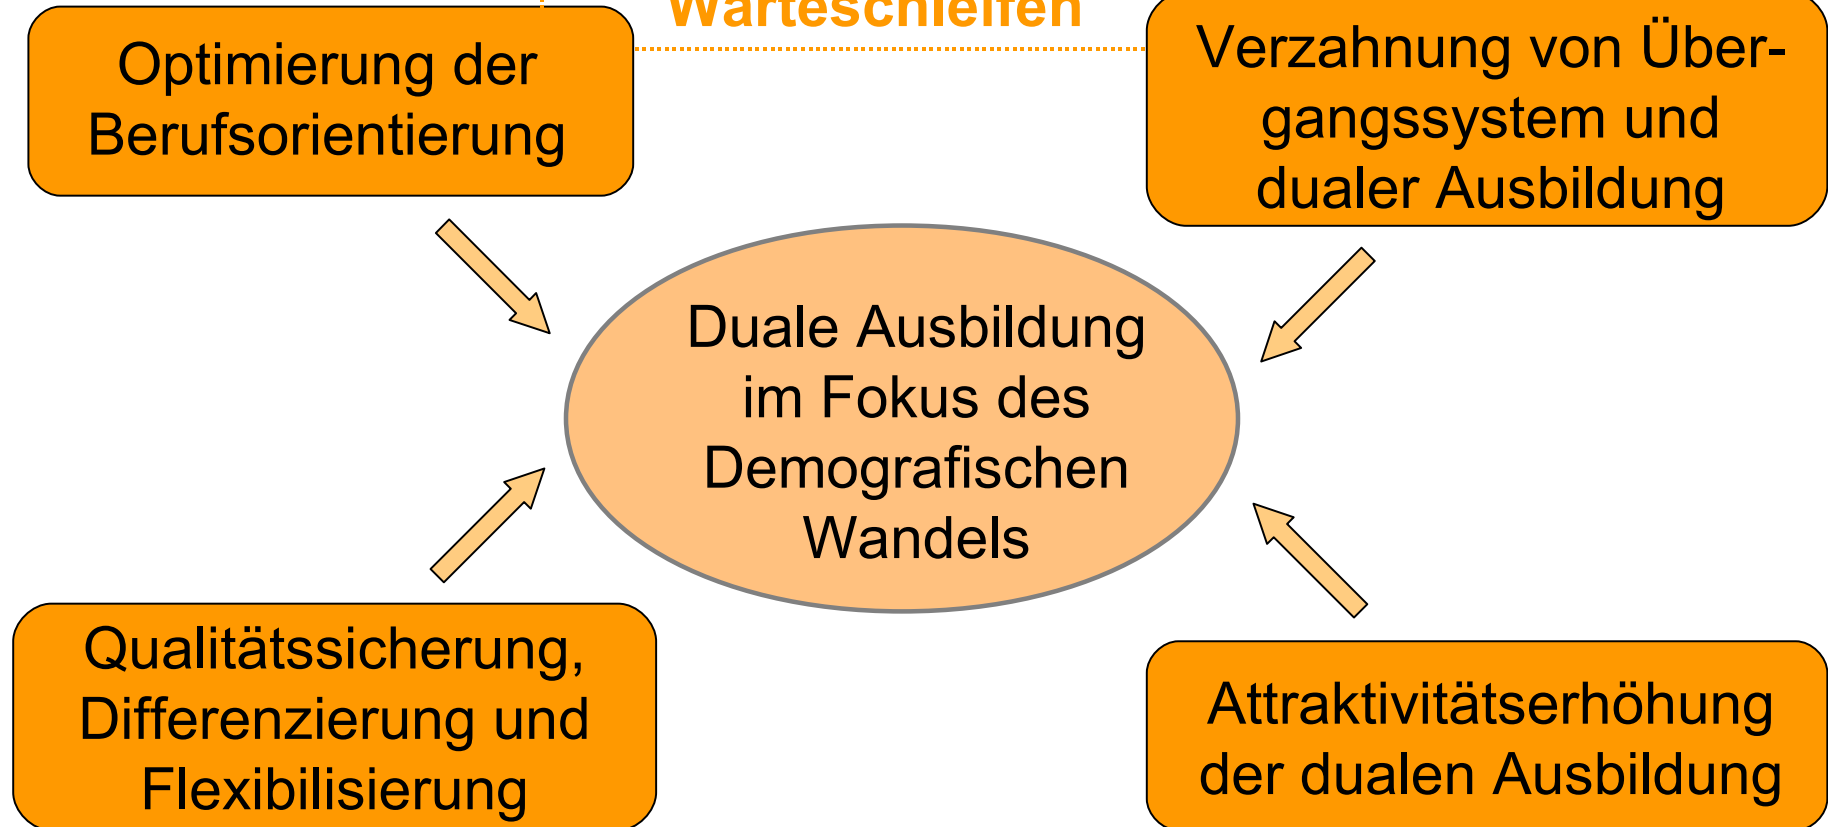 Warteschleifen
Optimierung der
Berufsorientierung
Verzahnung von Über-
gangssystem und
dualer Ausbildung
Duale Ausbildung
im Fokus des
Demografischen
Wandels
Qualitätssicherung,
Differenzierung und
Flexibilisierung
Attraktivitätserhöhung
der dualen Ausbildung